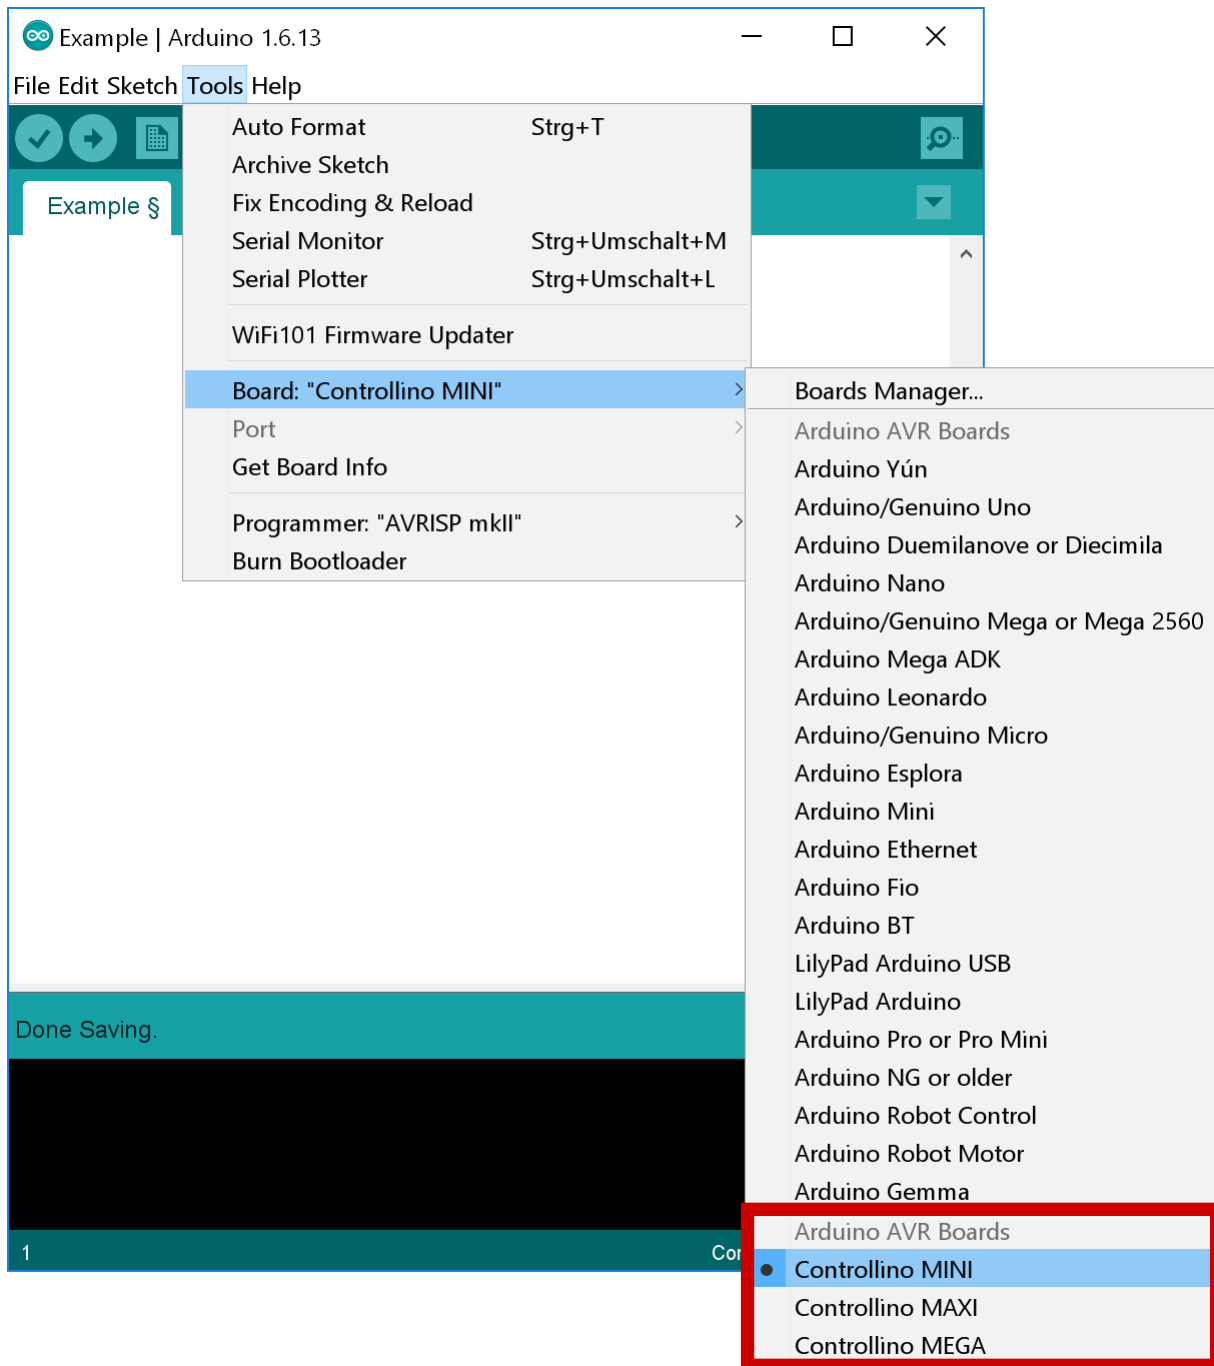 Example | Arduino 1.6.13
File Edit Sketch Tools Help
Example §
Auto Format Strg+T
Archive Sketch
Fix Encoding & Reload
Serial Monitor Strg+Umschalt+M
Serial Plotter Strg+Umschalt+L
WiFi101 Firmware Updater
Board: "Controllino MINI"
Port
Get Board Info
Programmer: "AVRISP mkII"
Burn Bootloader
Boards Manager...
Arduino AVR Boards
Arduino Yún
Arduino/Genuino Uno
Arduino Duemilanove or Diecimila
Arduino Nano
Arduino/Genuino Mega or Mega 2560
Arduino Mega ADK
Arduino Leonardo
Arduino/Genuino Micro
Arduino Esplora
Arduino Mini
Arduino Ethernet
Arduino Fio
Arduino BT
LilyPad Arduino USB
LilyPad Arduino
Arduino Pro or Pro Mini
Arduino NG or older
Arduino Robot Control
Arduino Robot Motor
Arduino Gemma
Arduino AVR Boards
Controllino MINI
Controllino MAXI
Controllino MEGA
Done Saving.
1